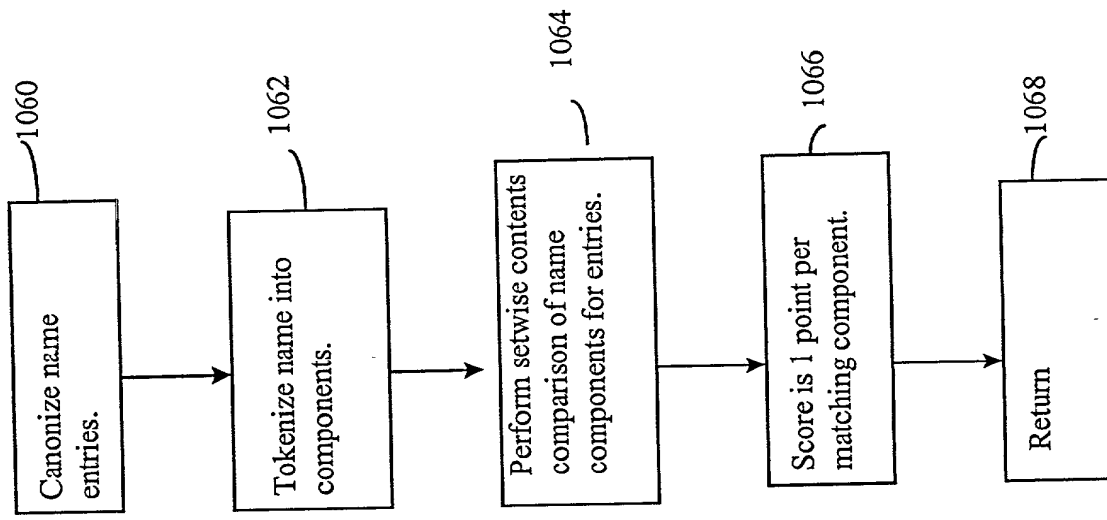 1060
Canonize name
entries.
1062
Tokenize name into
components.
1064
Perform setwise contents
comparison of name
components for entries.
1066
Score is 1 point per
matching component.
1068
Return